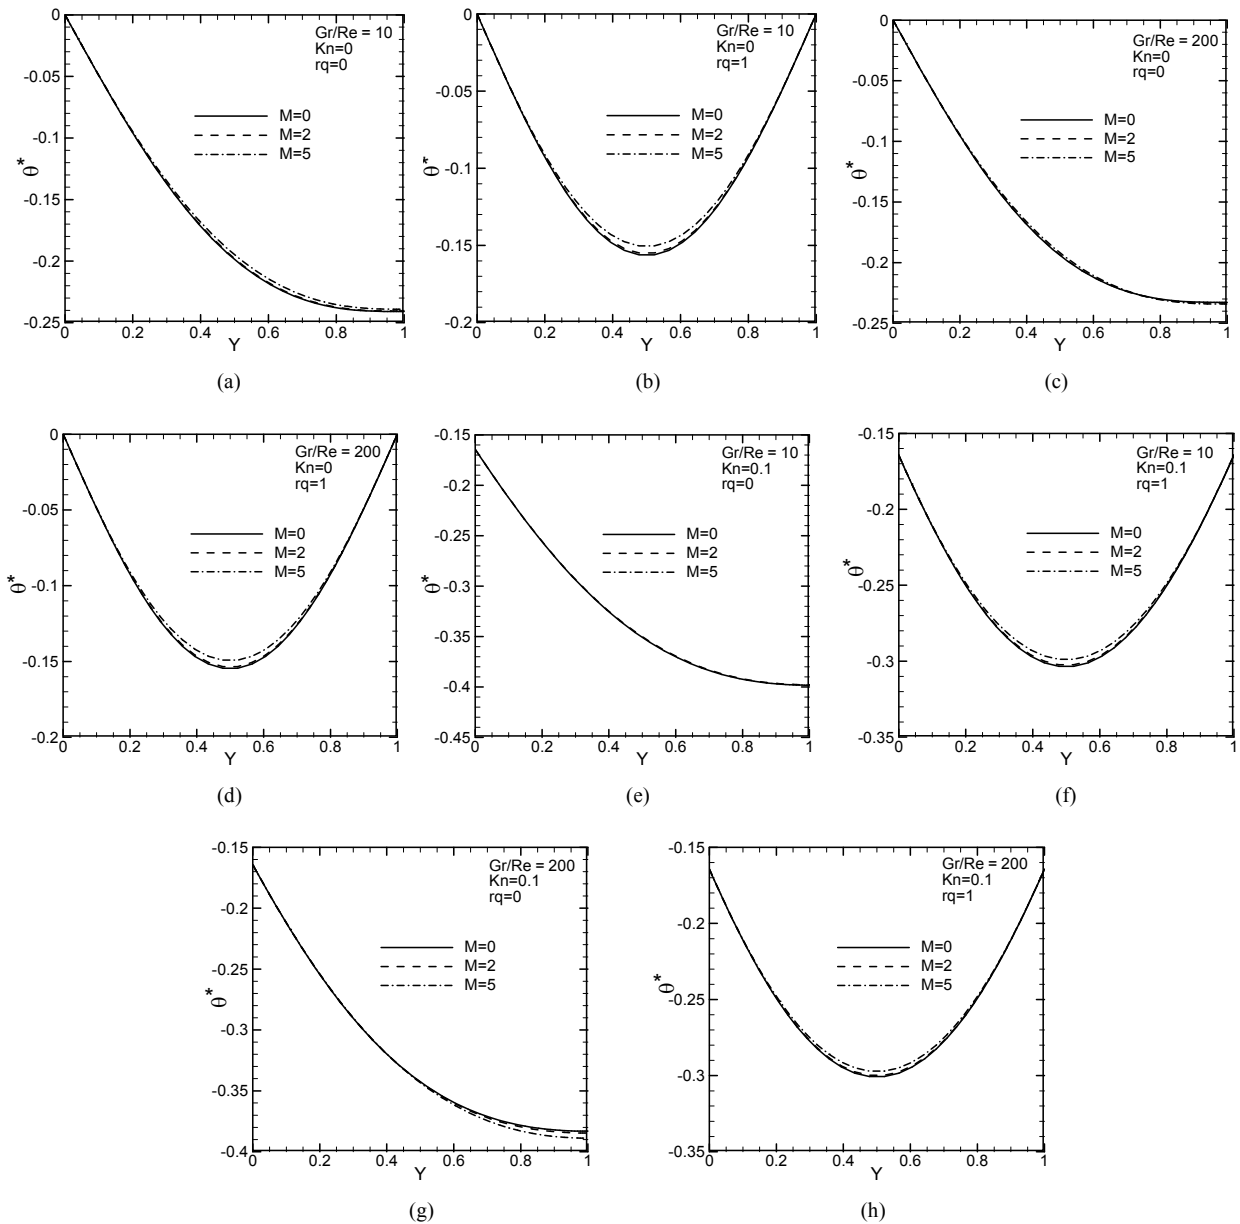 0
-0.05
-0.1
-0.15
-0.2
-0.25
θ*
Gr/Re = 10
Kn=0
rq=0
M=0
M=2
M=5
0 0.2 0.4 0.6 0.8 1
Y
(a)
0
-0.05
-0.1
-0.15
-0.2
θ*
Gr/Re = 10
Kn=0
rq=1
M=0
M=2
M=5
0 0.2 0.4 0.6 0.8 1
Y
(b)
0
-0.05
-0.1
-0.15
-0.2
-0.25
θ*
Gr/Re = 200
Kn=0
rq=0
M=0
M=2
M=5
0 0.2 0.4 0.6 0.8 1
Y
(c)
0
-0.05
-0.1
-0.15
-0.2
θ*
Gr/Re = 200
Kn=0
rq=1
M=0
M=2
M=5
0 0.2 0.4 0.6 0.8 1
Y
(d)
-0.15
-0.2
-0.25
-0.3
-0.35
-0.4
-0.45
θ*
Gr/Re = 10
Kn=0.1
rq=0
M=0
M=2
M=5
0 0.2 0.4 0.6 0.8 1
Y
(e)
-0.15
-0.2
-0.25
-0.3
-0.35
θ*
Gr/Re = 10
Kn=0.1
rq=1
M=0
M=2
M=5
0 0.2 0.4 0.6 0.8 1
Y
(f)
-0.15
-0.2
-0.25
-0.3
-0.35
-0.4
θ*
Gr/Re = 200
Kn=0.1
rq=0
M=0
M=2
M=5
0 0.2 0.4 0.6 0.8 1
Y
(g)
-0.15
-0.2
-0.25
-0.3
-0.35
θ*
Gr/Re = 200
Kn=0.1
rq=1
M=0
M=2
M=5
0 0.2 0.4 0.6 0.8 1
Y
(h)